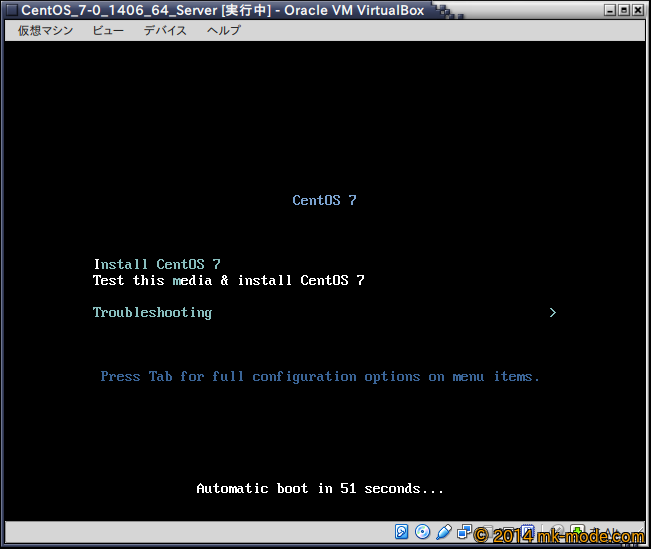 CentOS_7-0_1406_64_Server [実行中] - Oracle VM VirtualBox
仮想マシン ビュー デバイス ヘルプ
CentOS 7
Install CentOS 7
Test this media & install CentOS 7
Troubleshooting >
Press Tab for full configuration options on menu items.
Automatic boot in 51 seconds...
© 2014 mk-mode.com